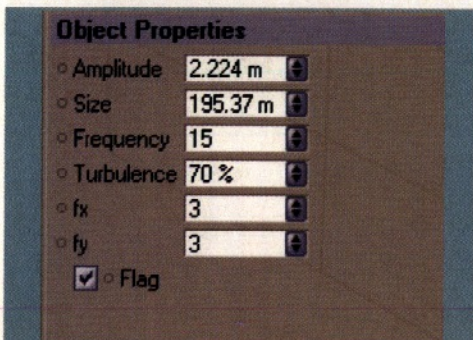 Object Properties
Amplitude 2.224 m
Size 195.37 m
Frequency 15
Turbulence 70 %
fx 3
fy 3
Flag